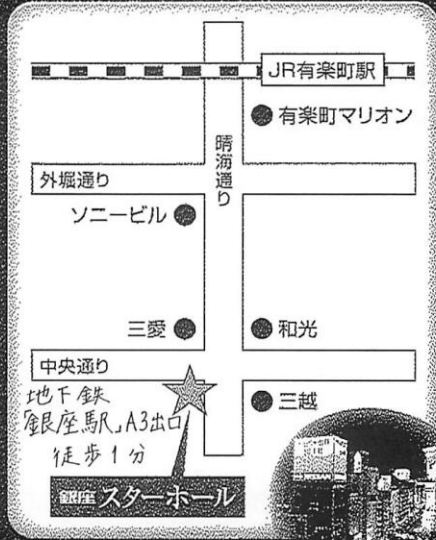 JR有楽町駅
有楽町マリオン
晴海通り
外堀通り
ソニービル
三愛
和光
中央通り
地下鉄
「銀座駅」A3出口
徒歩1分
三越
銀座 スターホール